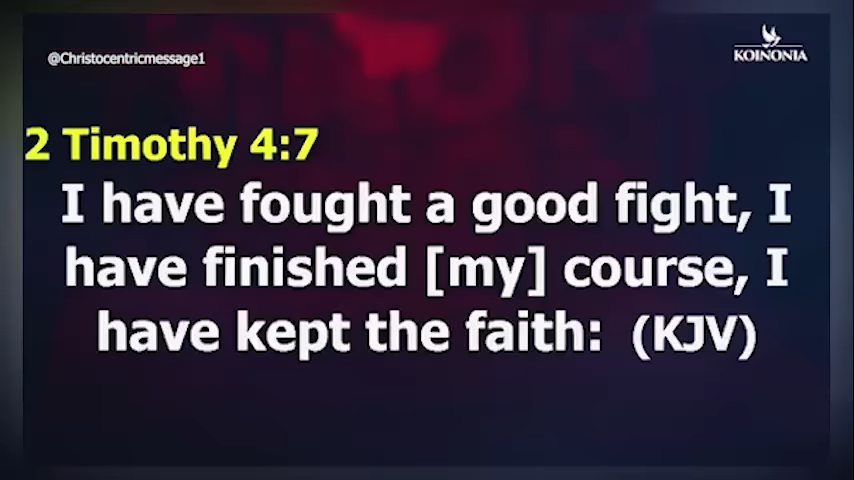 @Christocentricmessage1
KOINONIA
2 Timothy 4:7
I have fought a good fight, I
have finished [my] course, I
have kept the faith: (KJV)